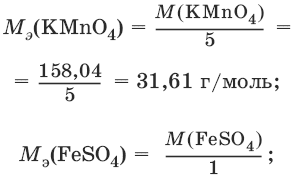 Mэ(KMnO₄) = M(KMnO₄)/5 =
= 158,04/5 = 31,61 г/моль;
Mэ(FeSO₄) = M(FeSO₄)/1 ;